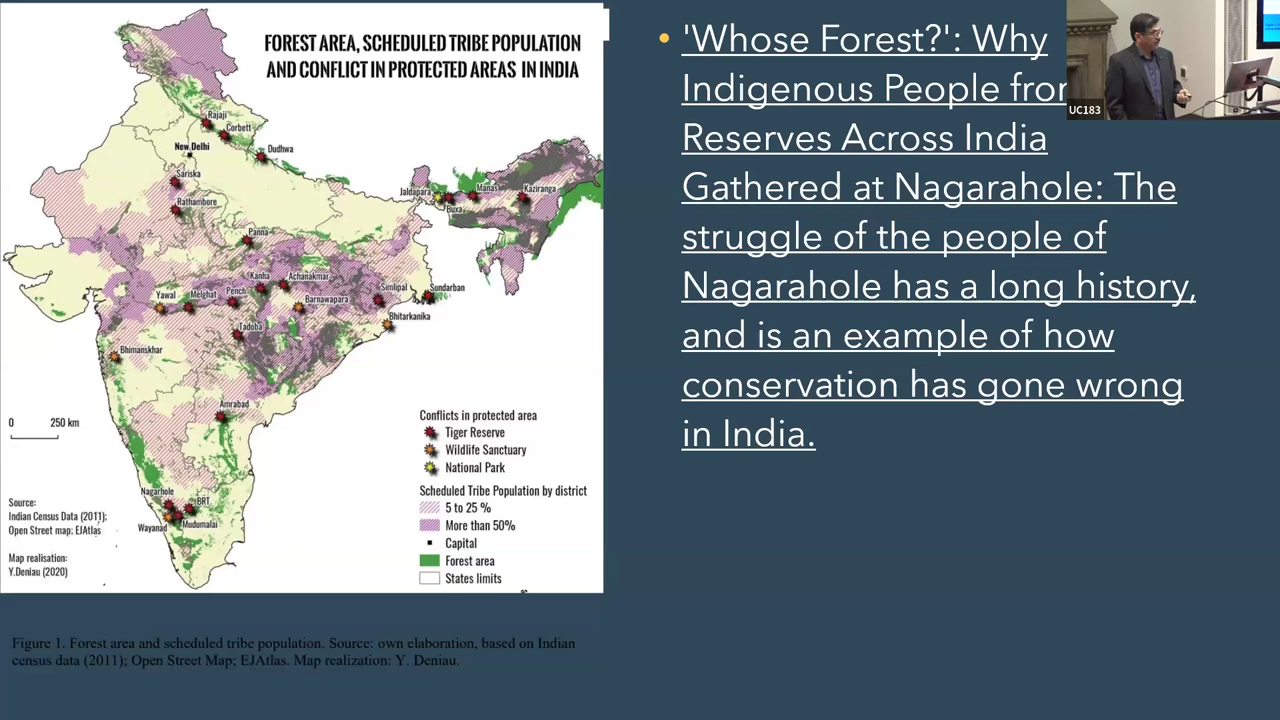 FOREST AREA, SCHEDULED TRIBE POPULATION
AND CONFLICT IN PROTECTED AREAS IN INDIA
Rajaji
Corbett
New Delhi
Dudhwa
Sariska
Rathambore
Jaldapara
Manas
Kaziranga
Buxa
Panna
Kanha
Achanakmar
Yawal
Melghat
Pench
Barnawapara
Simlipal
Sundarban
Bhitarkanika
Tadoba
Bhimanskhar
Amrabad
0 250 km
Nagarhole
BRT
Wayanad
Mudumalai
Conflicts in protected area
Tiger Reserve
Wildlife Sanctuary
National Park
Scheduled Tribe Population by district
5 to 25 %
More than 50%
Capital
Forest area
States limits
Source:
Indian Census Data (2011);
Open Street map; EJAtlas
Map realisation:
Y.Deniau (2020)
Figure 1. Forest area and scheduled tribe population. Source: own elaboration, based on Indian
census data (2011); Open Street Map; EJAtlas. Map realization: Y. Deniau.
'Whose Forest?': Why
Indigenous People from
Reserves Across India
Gathered at Nagarahole: The
struggle of the people of
Nagarahole has a long history,
and is an example of how
conservation has gone wrong
in India.
UC183